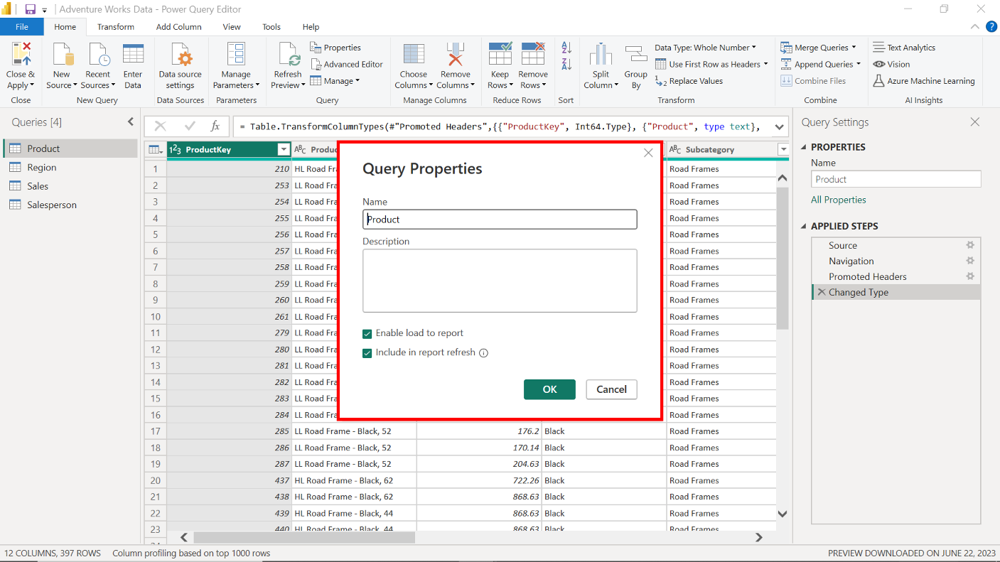 Adventure Works Data - Power Query Editor
File Home Transform Add Column View Tools Help
Close & Apply
New Source
Recent Sources
Enter Data
Data source settings
Manage Parameters
Refresh Preview
Properties
Advanced Editor
Manage
Choose Columns
Remove Columns
Keep Rows
Remove Rows
Split Column
Group By
Data Type: Whole Number
Use First Row as Headers
Replace Values
Merge Queries
Append Queries
Combine Files
Text Analytics
Vision
Azure Machine Learning
Close New Query Data Sources Parameters Query Manage Columns Reduce Rows Sort Transform Combine AI Insights
Queries [4]
Product
Region
Sales
Salesperson
fx = Table.TransformColumnTypes(#"Promoted Headers",{{"ProductKey", Int64.Type}, {"Product", type text},
ProductKey Produc Subcategory
1 210 HL Road Fra Road Frames
2 253 LL Road Fra Road Frames
3 254 LL Road Fra Road Frames
4 255 LL Road Fra Road Frames
5 256 LL Road Fra Road Frames
6 257 LL Road Fra Road Frames
7 258 LL Road Fra Road Frames
8 259 LL Road Fra Road Frames
9 260 LL Road Fra Road Frames
10 261 LL Road Fra Road Frames
11 279 LL Road Fra Road Frames
12 280 LL Road Fra Road Frames
13 281 LL Road Fra Road Frames
14 282 LL Road Fra Road Frames
15 283 LL Road Fra Road Frames
16 284 LL Road Fra Road Frames
17 285 LL Road Frame - Black, 52 176.2 Black Road Frames
18 286 LL Road Frame - Black, 52 170.14 Black Road Frames
19 287 LL Road Frame - Black, 52 204.63 Black Road Frames
20 437 HL Road Frame - Black, 62 722.26 Black Road Frames
21 438 HL Road Frame - Black, 62 868.63 Black Road Frames
22 439 HL Road Frame - Black, 44 868.63 Black Road Frames
23 440 HL Road Frame - Black, 44 868.63 Black Road Frames
Query Properties
Name
Product
Description
Enable load to report
Include in report refresh
OK Cancel
Query Settings
PROPERTIES
Name
Product
All Properties
APPLIED STEPS
Source
Navigation
Promoted Headers
Changed Type
12 COLUMNS, 397 ROWS Column profiling based on top 1000 rows PREVIEW DOWNLOADED ON JUNE 22, 2023